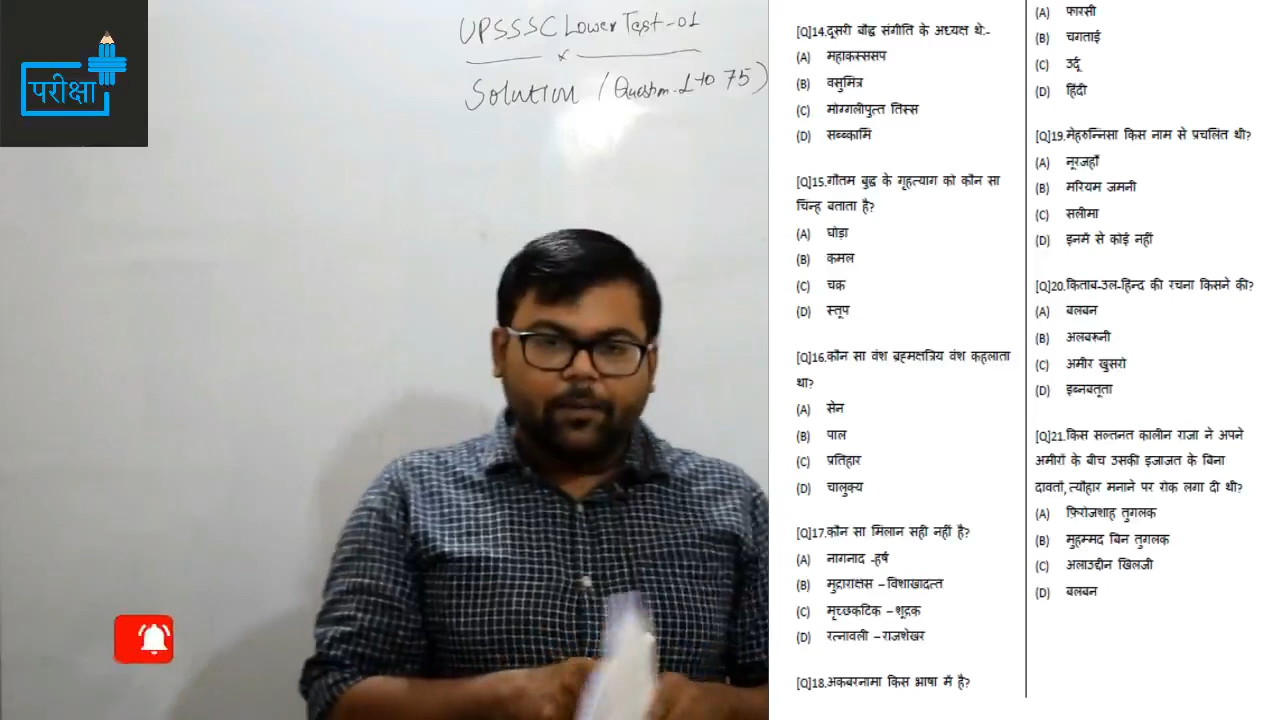 परीक्षा
UPSSSC Lower Test-01
x
Solution (Question-1 to 75)
[Q]14.दूसरी बौद्ध संगीति के अध्यक्ष थे:-
(A) महाकस्ससप
(B) वसुमित्र
(C) मोग्गलीपुत्त तिस्स
(D) सब्ब्कामि
[Q]15.गौतम बुद्ध के गृहत्याग को कौन सा
चिन्ह बताता है?
(A) घोड़ा
(B) कमल
(C) चक्र
(D) स्तूप
[Q]16.कौन सा वंश ब्रह्मक्षत्रिय वंश कहलाता
था?
(A) सेन
(B) पाल
(C) प्रतिहार
(D) चालुक्य
[Q]17.कौन सा मिलान सही नहीं है?
(A) नागनाद -हर्ष
(B) मुद्राराक्षस – विशाखादत्त
(C) मृच्छकटिक – शूद्रक
(D) रत्नावली – राजशेखर
[Q]18.अकबरनामा किस भाषा में है?
(A) फारसी
(B) चगताई
(C) उर्दू
(D) हिंदी
[Q]19.मेहरुन्निसा किस नाम से प्रचलित थी?
(A) नूरजहाँ
(B) मरियम जमनी
(C) सलीमा
(D) इनमें से कोई नहीं
[Q]20.किताब-उल-हिन्द की रचना किसने की?
(A) बलबन
(B) अलबरूनी
(C) अमीर खुसरो
(D) इब्नबतूता
[Q]21.किस सल्तनत कालीन राजा ने अपने
अमीरों के बीच उसकी इजाजत के बिना
दावतों, त्यौहार मनाने पर रोक लगा दी थी?
(A) फ़िरोजशाह तुगलक़
(B) मुहम्मद बिन तुगलक़
(C) अलाउद्दीन खिलजी
(D) बलबन